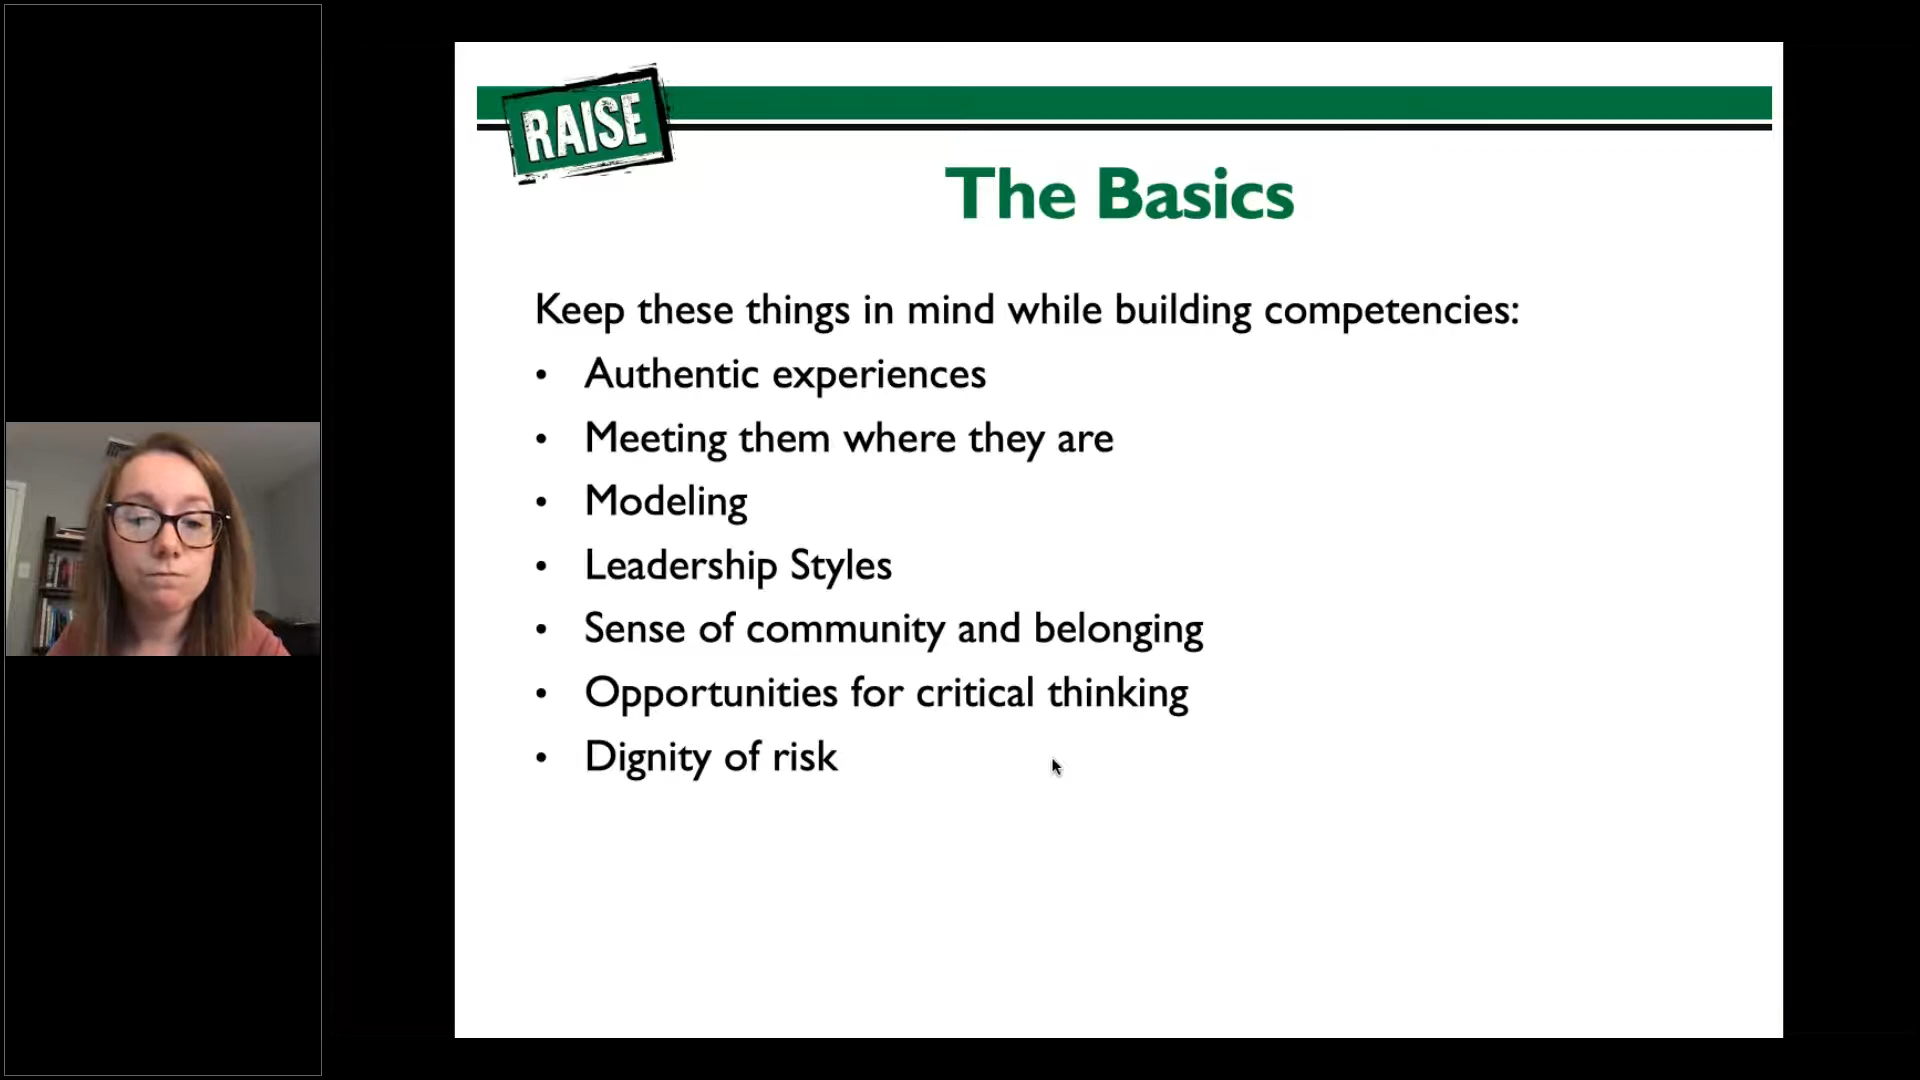 RAISE
The Basics
Keep these things in mind while building competencies:
• Authentic experiences
• Meeting them where they are
• Modeling
• Leadership Styles
• Sense of community and belonging
• Opportunities for critical thinking
• Dignity of risk